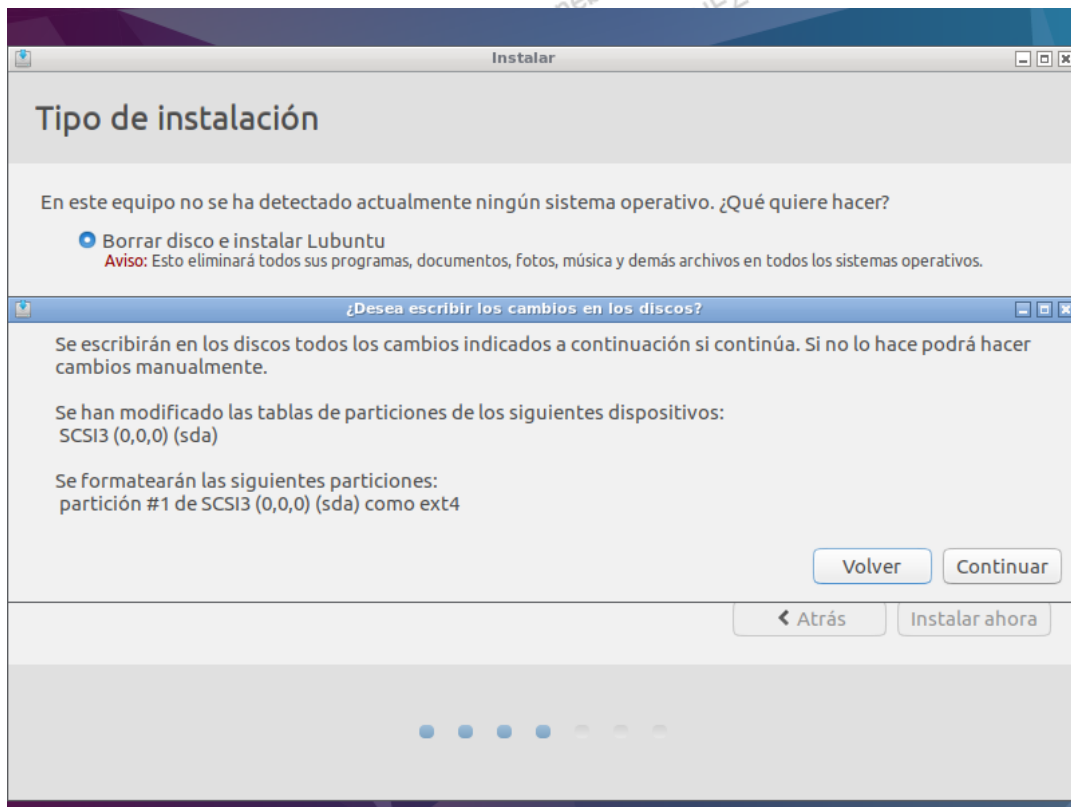 Instalar
Tipo de instalación
En este equipo no se ha detectado actualmente ningún sistema operativo. ¿Qué quiere hacer?
Borrar disco e instalar Lubuntu
Aviso: Esto eliminará todos sus programas, documentos, fotos, música y demás archivos en todos los sistemas operativos.
¿Desea escribir los cambios en los discos?
Se escribirán en los discos todos los cambios indicados a continuación si continúa. Si no lo hace podrá hacer
cambios manualmente.
Se han modificado las tablas de particiones de los siguientes dispositivos:
SCSI3 (0,0,0) (sda)
Se formatearán las siguientes particiones:
partición #1 de SCSI3 (0,0,0) (sda) como ext4
Volver Continuar
Atrás Instalar ahora